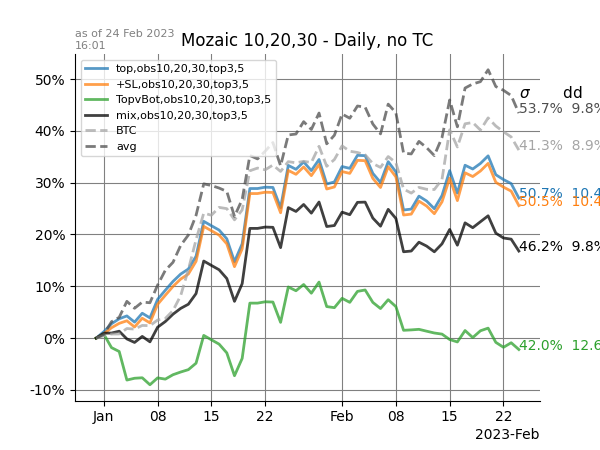 as of 24 Feb 2023
16:01
Mozaic 10,20,30 - Daily, no TC
top,obs10,20,30,top3,5
+SL,obs10,20,30,top3,5
TopvBot,obs10,20,30,top3,5
mix,obs10,20,30,top3,5
BTC
avg
σ dd
53.7% 9.8%
41.3% 8.9%
50.7% 10.4
50.5% 10.4
46.2% 9.8%
42.0% 12.6
50%
40%
30%
20%
10%
0%
-10%
Jan 08 15 22 Feb 08 15 22
2023-Feb